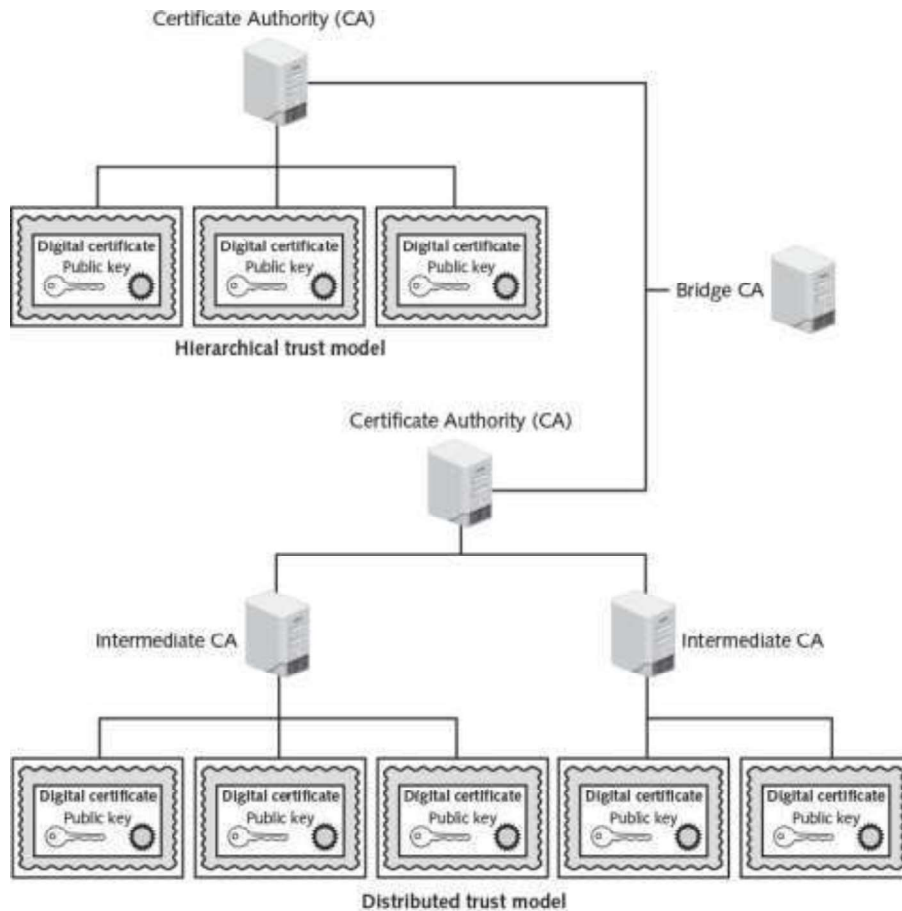 Certificate Authority (CA)
Digital certificate
Public key
Digital certificate
Public key
Digital certificate
Public key
Hierarchical trust model
Bridge CA
Certificate Authority (CA)
Intermediate CA
Intermediate CA
Digital certificate
Public key
Digital certificate
Public key
Digital certificate
Public key
Digital certificate
Public key
Digital certificate
Public key
Distributed trust model